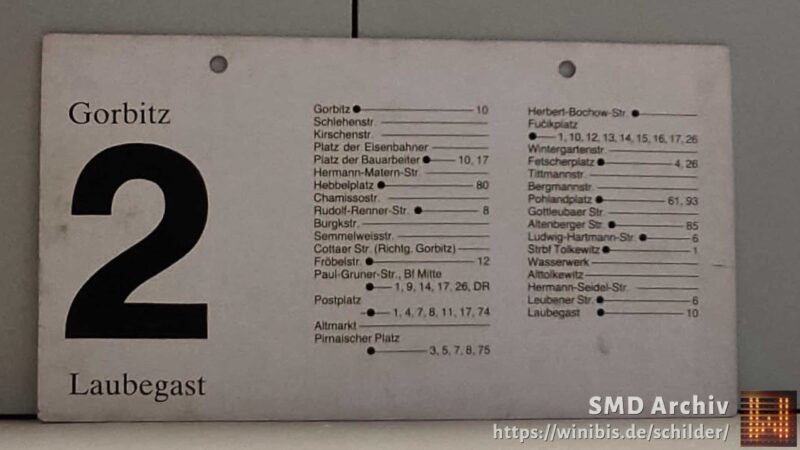 Gorbitz
2
Laubegast
Gorbitz 10
Schlehenstr.
Kirschenstr.
Platz der Eisenbahner
Platz der Bauarbeiter 10, 17
Hermann-Matern-Str.
Hebbelplatz 80
Chamissostr.
Rudolf-Renner-Str. 8
Burgkstr.
Semmelweisstr.
Cottaer Str. (Richtg. Gorbitz)
Fröbelstr. 12
Paul-Gruner-Str., Bf Mitte
1, 9, 14, 17, 26, DR
Postplatz
1, 4, 7, 8, 11, 17, 74
Altmarkt
Pirnaischer Platz
3, 5, 7, 8, 75
Herbert-Bochow-Str.
Fučikplatz
1, 10, 12, 13, 14, 15, 16, 17, 26
Wintergartenstr.
Fetscherplatz 4, 26
Tittmannstr.
Bergmannstr.
Pohlandplatz 61, 93
Gottleubaer Str.
Altenberger Str. 85
Ludwig-Hartmann-Str. 6
Strbf Tolkewitz 1
Wasserwerk
Alttolkewitz
Hermann-Seidel-Str.
Leubener Str. 6
Laubegast 10
SMD Archiv
https://winibis.de/schilder/